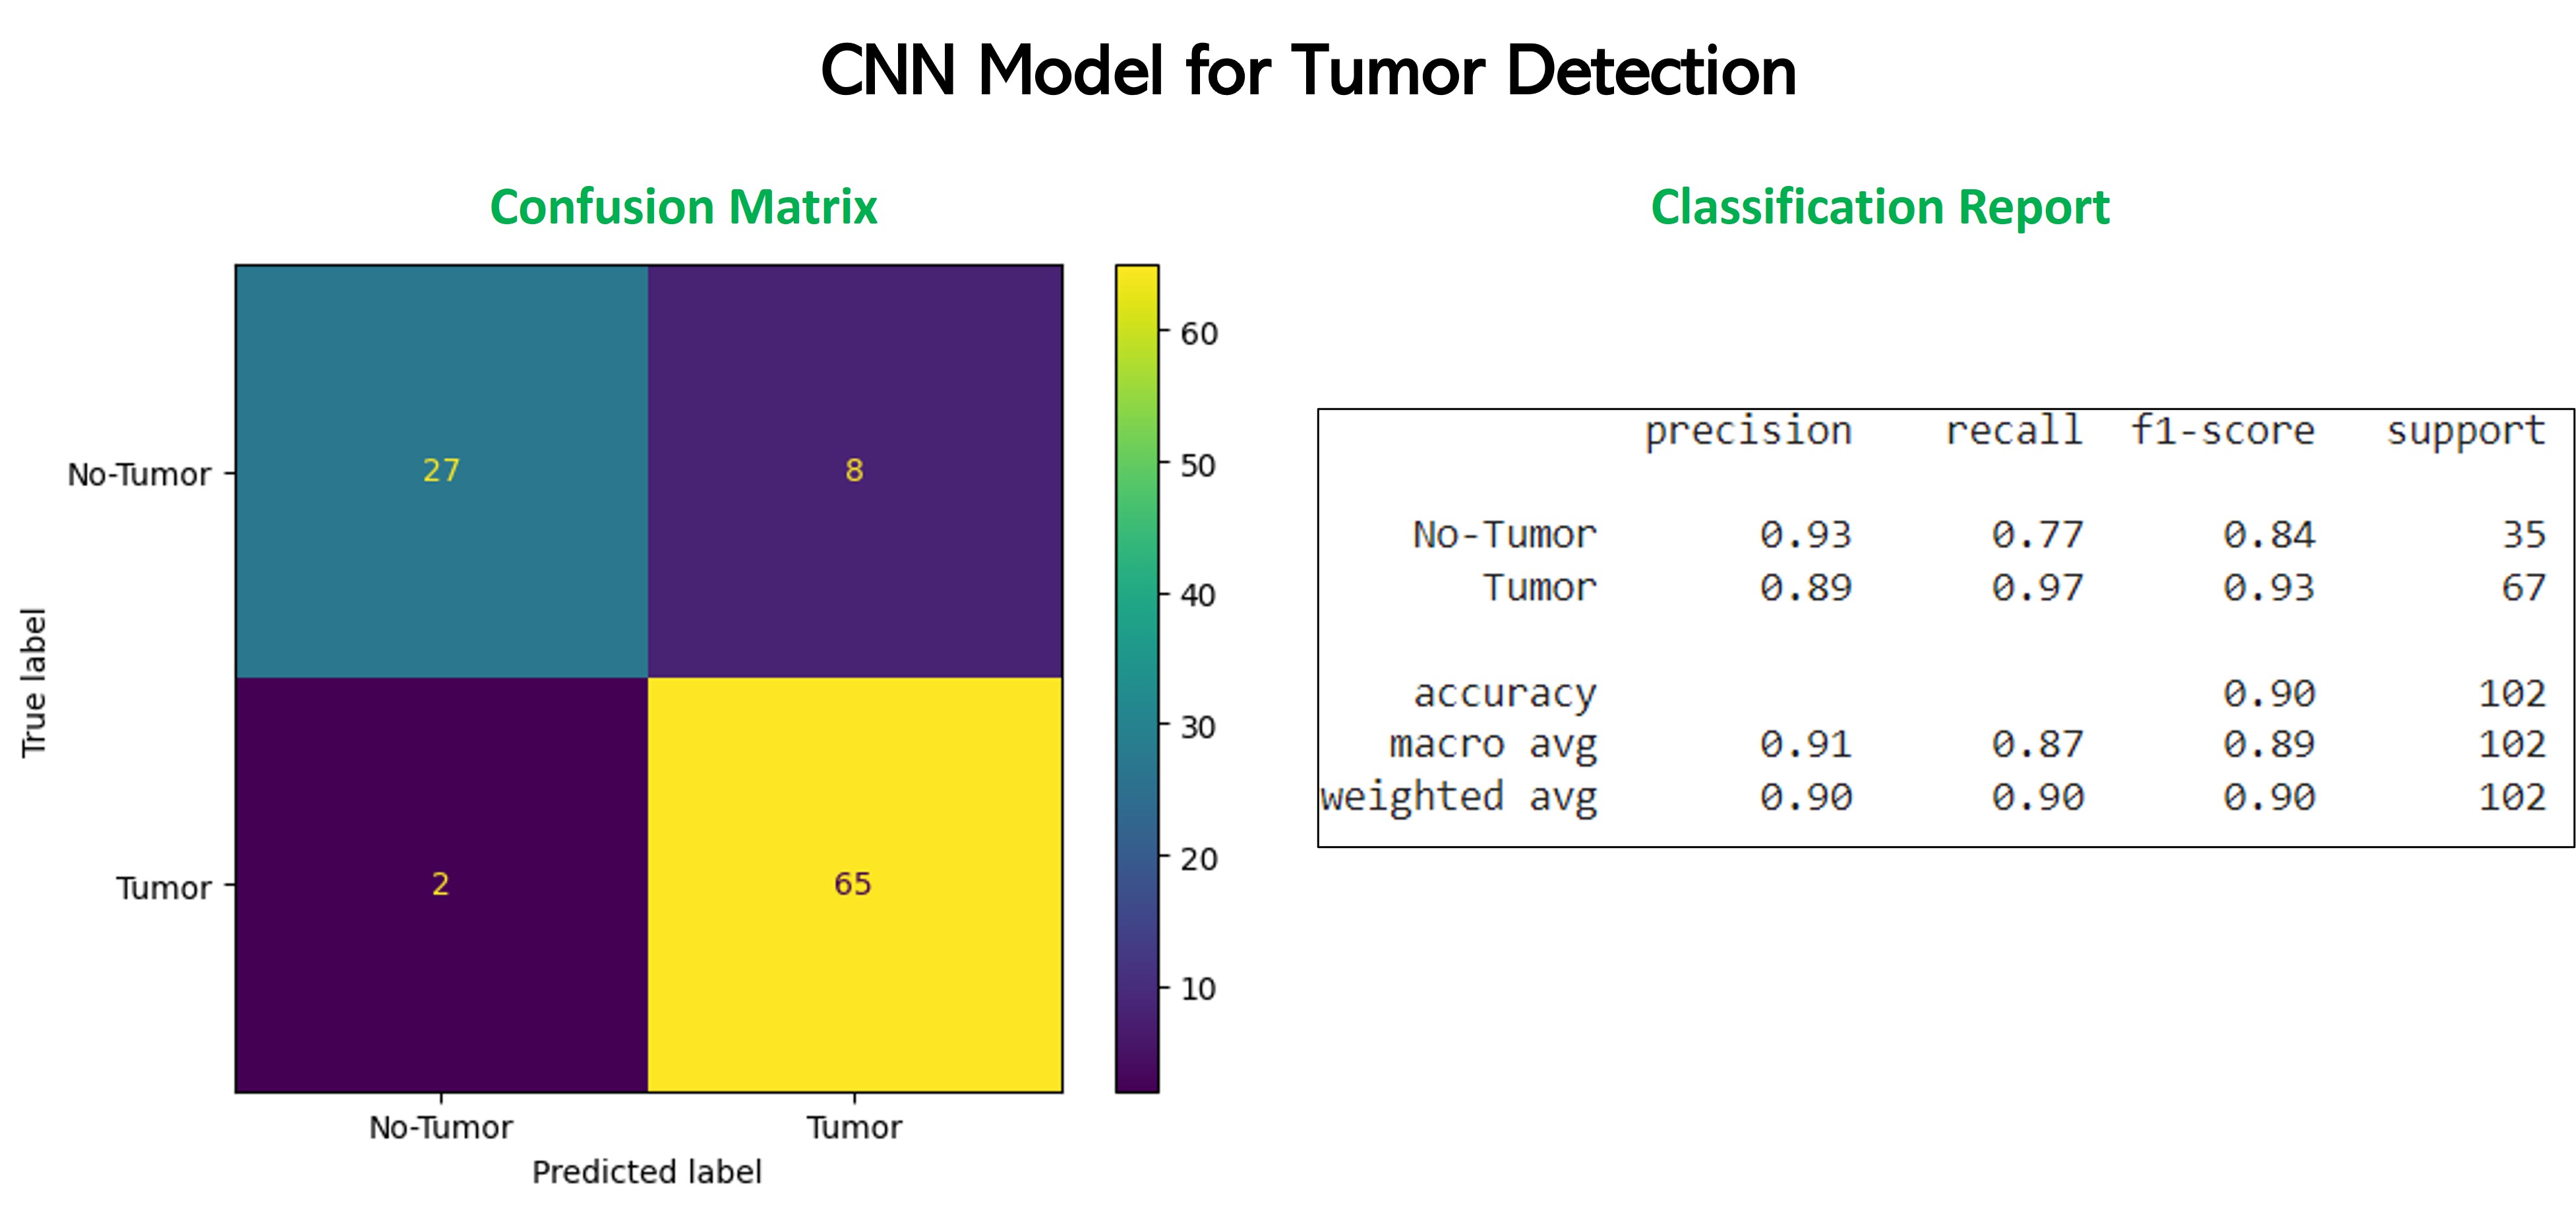 CNN Model for Tumor Detection
Confusion Matrix
No-Tumor
Tumor
True label
27
8
2
65
No-Tumor
Tumor
Predicted label
60
50
40
30
20
10
Classification Report
precision recall f1-score support
No-Tumor 0.93 0.77 0.84 35
Tumor 0.89 0.97 0.93 67
accuracy 0.90 102
macro avg 0.91 0.87 0.89 102
weighted avg 0.90 0.90 0.90 102